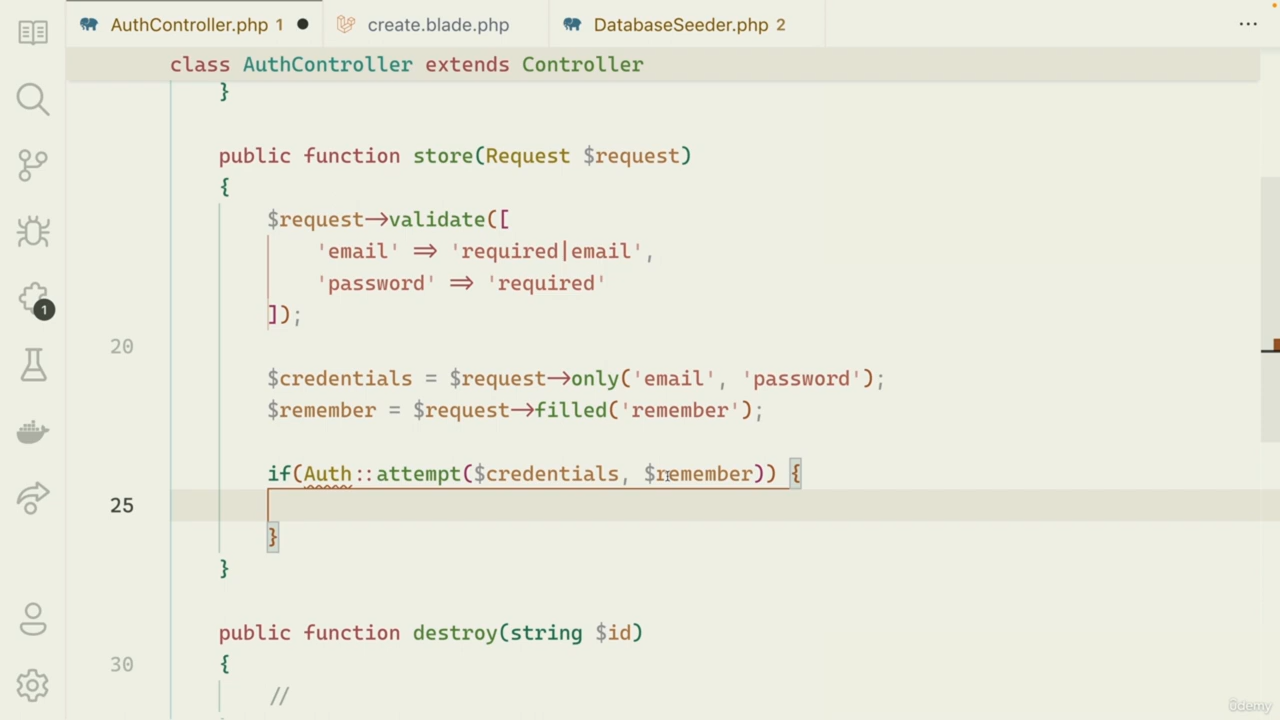 AuthController.php 1
create.blade.php
DatabaseSeeder.php 2
...
class AuthController extends Controller
}
public function store(Request $request)
{
$request->validate([
'email' => 'required|email',
'password' => 'required'
]);
20
$credentials = $request->only('email', 'password');
$remember = $request->filled('remember');
if(Auth::attempt($credentials, $remember)) {
25
}
}
public function destroy(string $id)
30 {
//
1
udemy